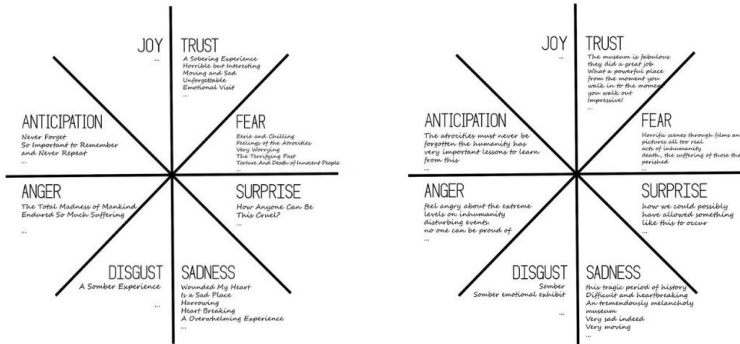 JOY
...
TRUST
A Sobering Experience
Horrible but Interesting
Moving and Sad
Unforgettable
Emotional Visit
...
ANTICIPATION
Never Forget
So Important to Remember
and Never Repeat
...
FEAR
Eerie and Chilling
Feelings of the Atrocities
Very Worrying
The Terrifying Past
Torture And Death of Innocent People
...
ANGER
The Total Madness of Mankind
Endured So Much Suffering
...
SURPRISE
How Anyone Can Be
This Cruel?
...
DISGUST
A Somber Experience
...
SADNESS
Wounded My Heart
Is a Sad Place
Harrowing
Heart Breaking
A Overwhelming Experience
...
JOY
...
TRUST
The museum is fabulous
they did a great job
What a powerful place
from the moment you
walk in to the moment
you walk out
Impressive!
...
ANTICIPATION
The atrocities must never be
forgotten the humanity has
very important lessons to learn
from this
...
FEAR
Horrific scenes through films and
pictures all too real
acts of inhumanity
death, the suffering of those tha
perished
...
ANGER
feel angry about the extreme
levels on inhumanity
disturbing events
no one can be proud of
...
SURPRISE
how we could possibly
have allowed something
like this to occur
...
DISGUST
Somber
Somber emotional exhibit
...
SADNESS
this tragic period of history
Difficult and heartbreaking
An tremendously melancholy
museum
Very sad indeed
Very moving
...